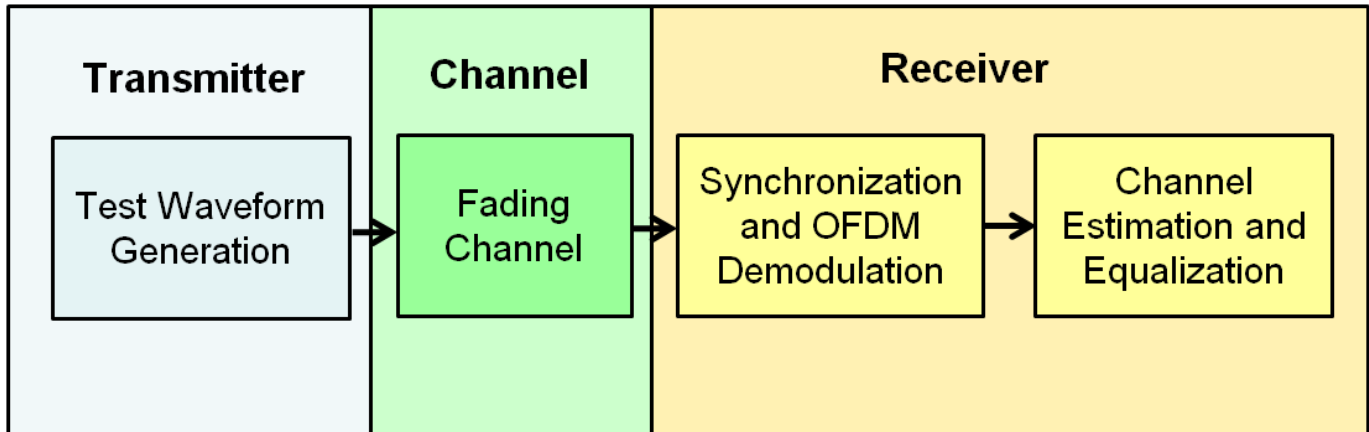 Transmitter
Test Waveform
Generation
Channel
Fading
Channel
Receiver
Synchronization
and OFDM
Demodulation
Channel
Estimation and
Equalization